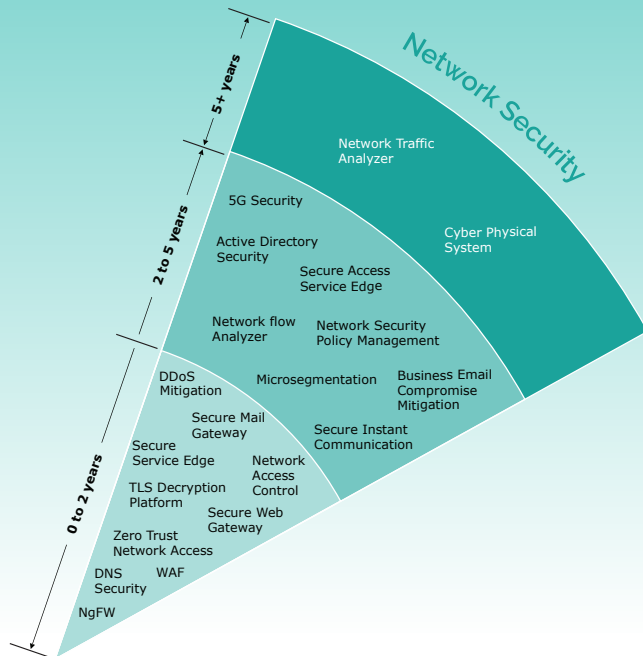 Network Security
5+ years
Network Traffic
Analyzer
Cyber Physical
System
2 to 5 years
5G Security
Active Directory
Security
Secure Access
Service Edge
Network flow
Analyzer
Network Security
Policy Management
Microsegmentation
Business Email
Compromise
Mitigation
Secure Instant
Communication
0 to 2 years
DDoS
Mitigation
Secure Mail
Gateway
Secure
Service Edge
Network
Access
Control
TLS Decryption
Platform
Secure Web
Gateway
Zero Trust
Network Access
DNS
Security
WAF
NgFW